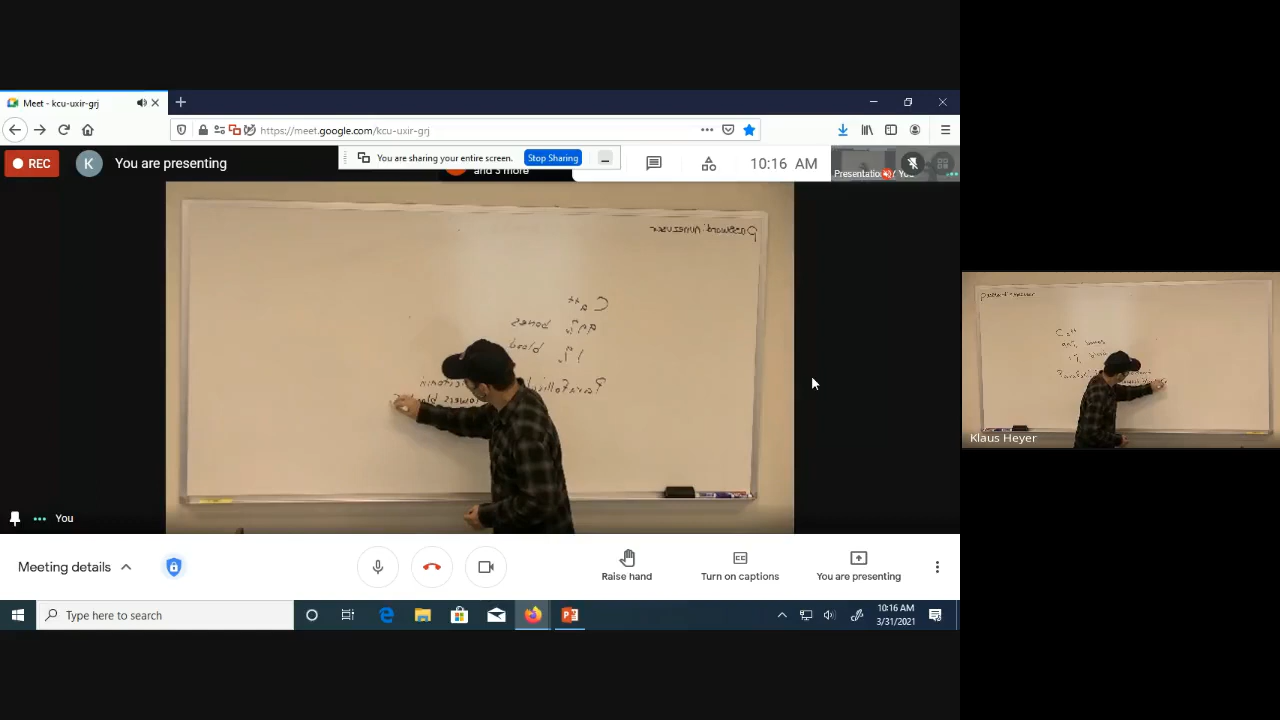 Meet - kcu-uxir-grj
https://meet.google.com/kcu-uxir-grj
REC
K
You are presenting
You are sharing your entire screen.
Stop Sharing
and 3 more
10:16 AM
You
Password:
Ca++
99% bones
1% blood
lowers
You
Klaus Heyer
Meeting details
Raise hand
Turn on captions
You are presenting
Type here to search
10:16 AM
3/31/2021